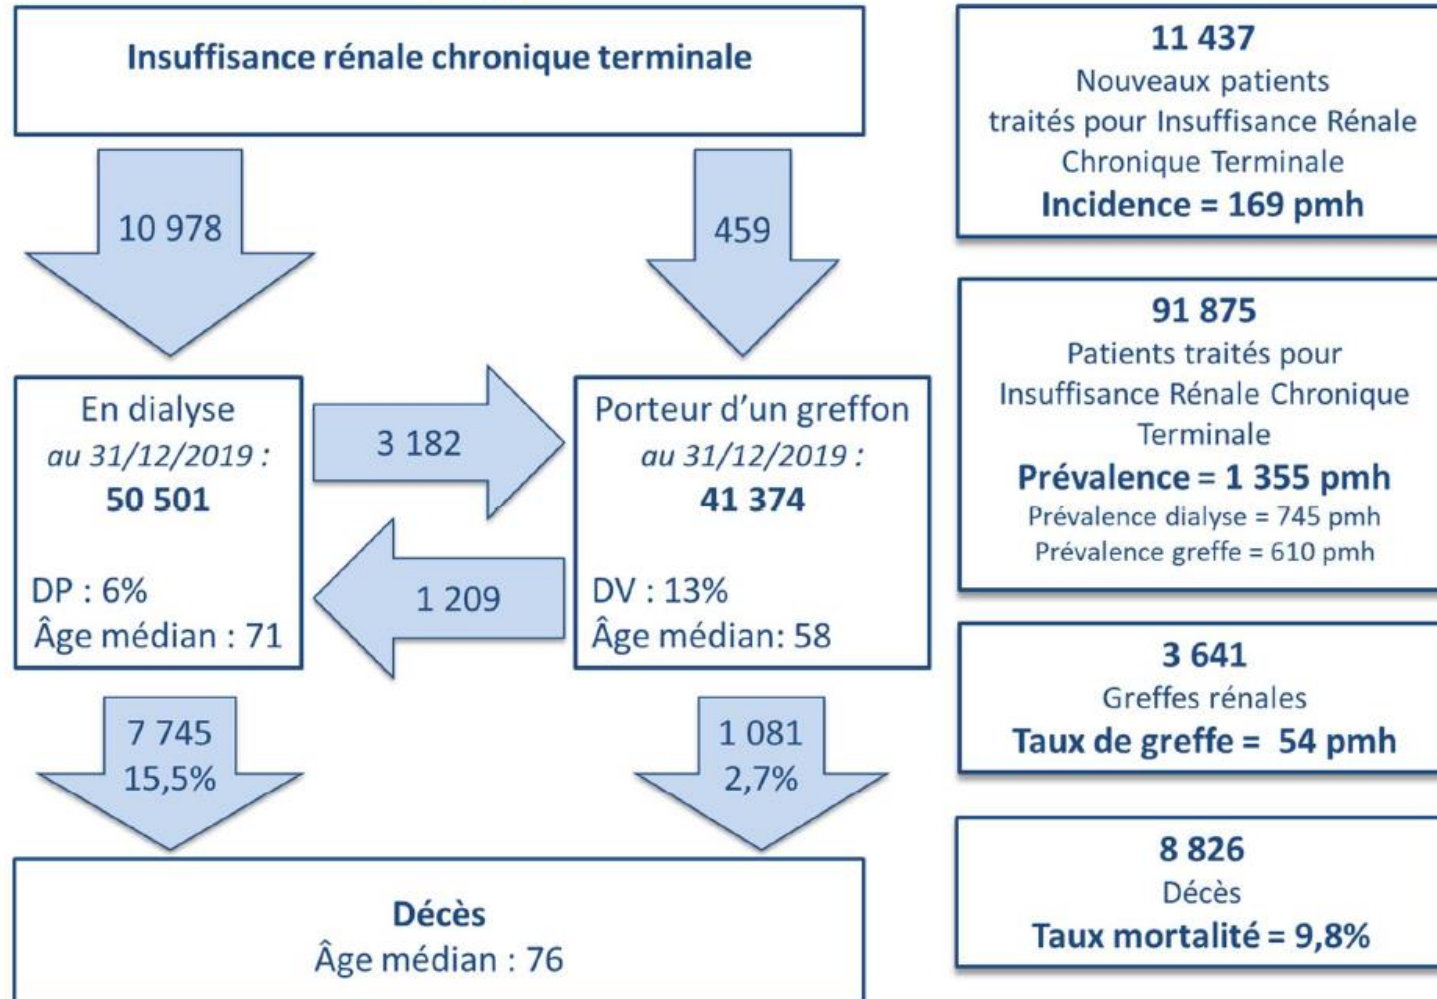 Insuffisance rénale chronique terminale
10 978
459
En dialyse
au 31/12/2019 :
50 501
DP : 6%
Âge médian : 71
3 182
1 209
Porteur d'un greffon
au 31/12/2019 :
41 374
DV : 13%
Âge médian: 58
7 745
15,5%
1 081
2,7%
Décès
Âge médian : 76
11 437
Nouveaux patients
traités pour Insuffisance Rénale
Chronique Terminale
Incidence = 169 pmh
91 875
Patients traités pour
Insuffisance Rénale Chronique
Terminale
Prévalence = 1 355 pmh
Prévalence dialyse = 745 pmh
Prévalence greffe = 610 pmh
3 641
Greffes rénales
Taux de greffe = 54 pmh
8 826
Décès
Taux mortalité = 9,8%